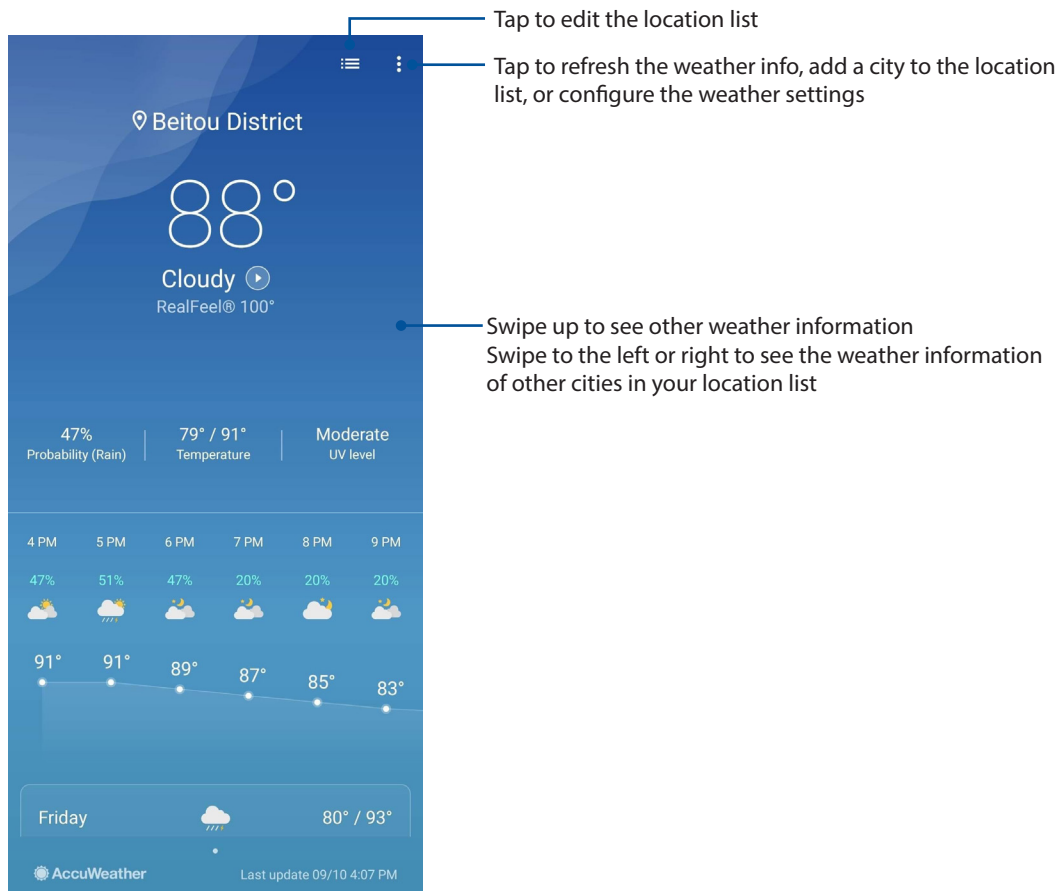 Tap to edit the location list
Tap to refresh the weather info, add a city to the location
list, or configure the weather settings
Beitou District
88°
Cloudy
RealFeel® 100°
Swipe up to see other weather information
Swipe to the left or right to see the weather information
of other cities in your location list
47% 79° / 91° Moderate
Probability (Rain) Temperature UV level
4 PM 5 PM 6 PM 7 PM 8 PM 9 PM
47% 51% 47% 20% 20% 20%
91° 91° 89° 87° 85° 83°
Friday 80° / 93°
AccuWeather Last update 09/10 4:07 PM